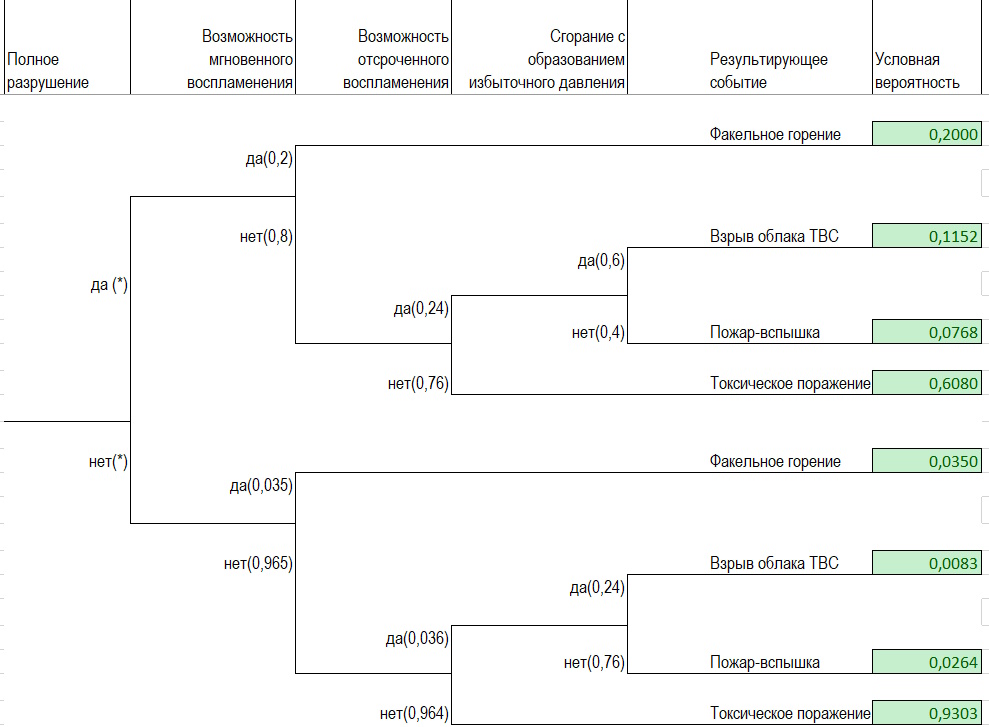 Полное
разрушение
Возможность
мгновенного
воспламенения
Возможность
отсроченного
воспламенения
Сгорание с
образованием
избыточного давления
Результирующее
событие
Условная
вероятность
Факельное горение 0,2000
да(0,2)
нет(0,8)
Взрыв облака ТВС 0,1152
да(0,6)
да (*)
да(0,24)
нет(0,4)
Пожар-вспышка 0,0768
нет(0,76)
Токсическое поражение 0,6080
нет(*)
Факельное горение 0,0350
да(0,035)
нет(0,965)
Взрыв облака ТВС 0,0083
да(0,24)
да(0,036)
нет(0,76)
Пожар-вспышка 0,0264
нет(0,964)
Токсическое поражение 0,9303